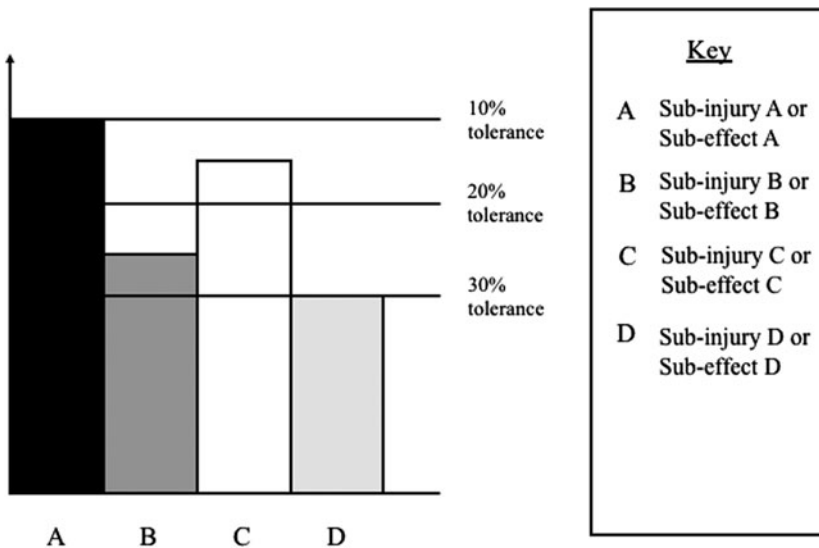 10%
tolerance
20%
tolerance
30%
tolerance
A B C D
Key
A Sub-injury A or
Sub-effect A
B Sub-injury B or
Sub-effect B
C Sub-injury C or
Sub-effect C
D Sub-injury D or
Sub-effect D